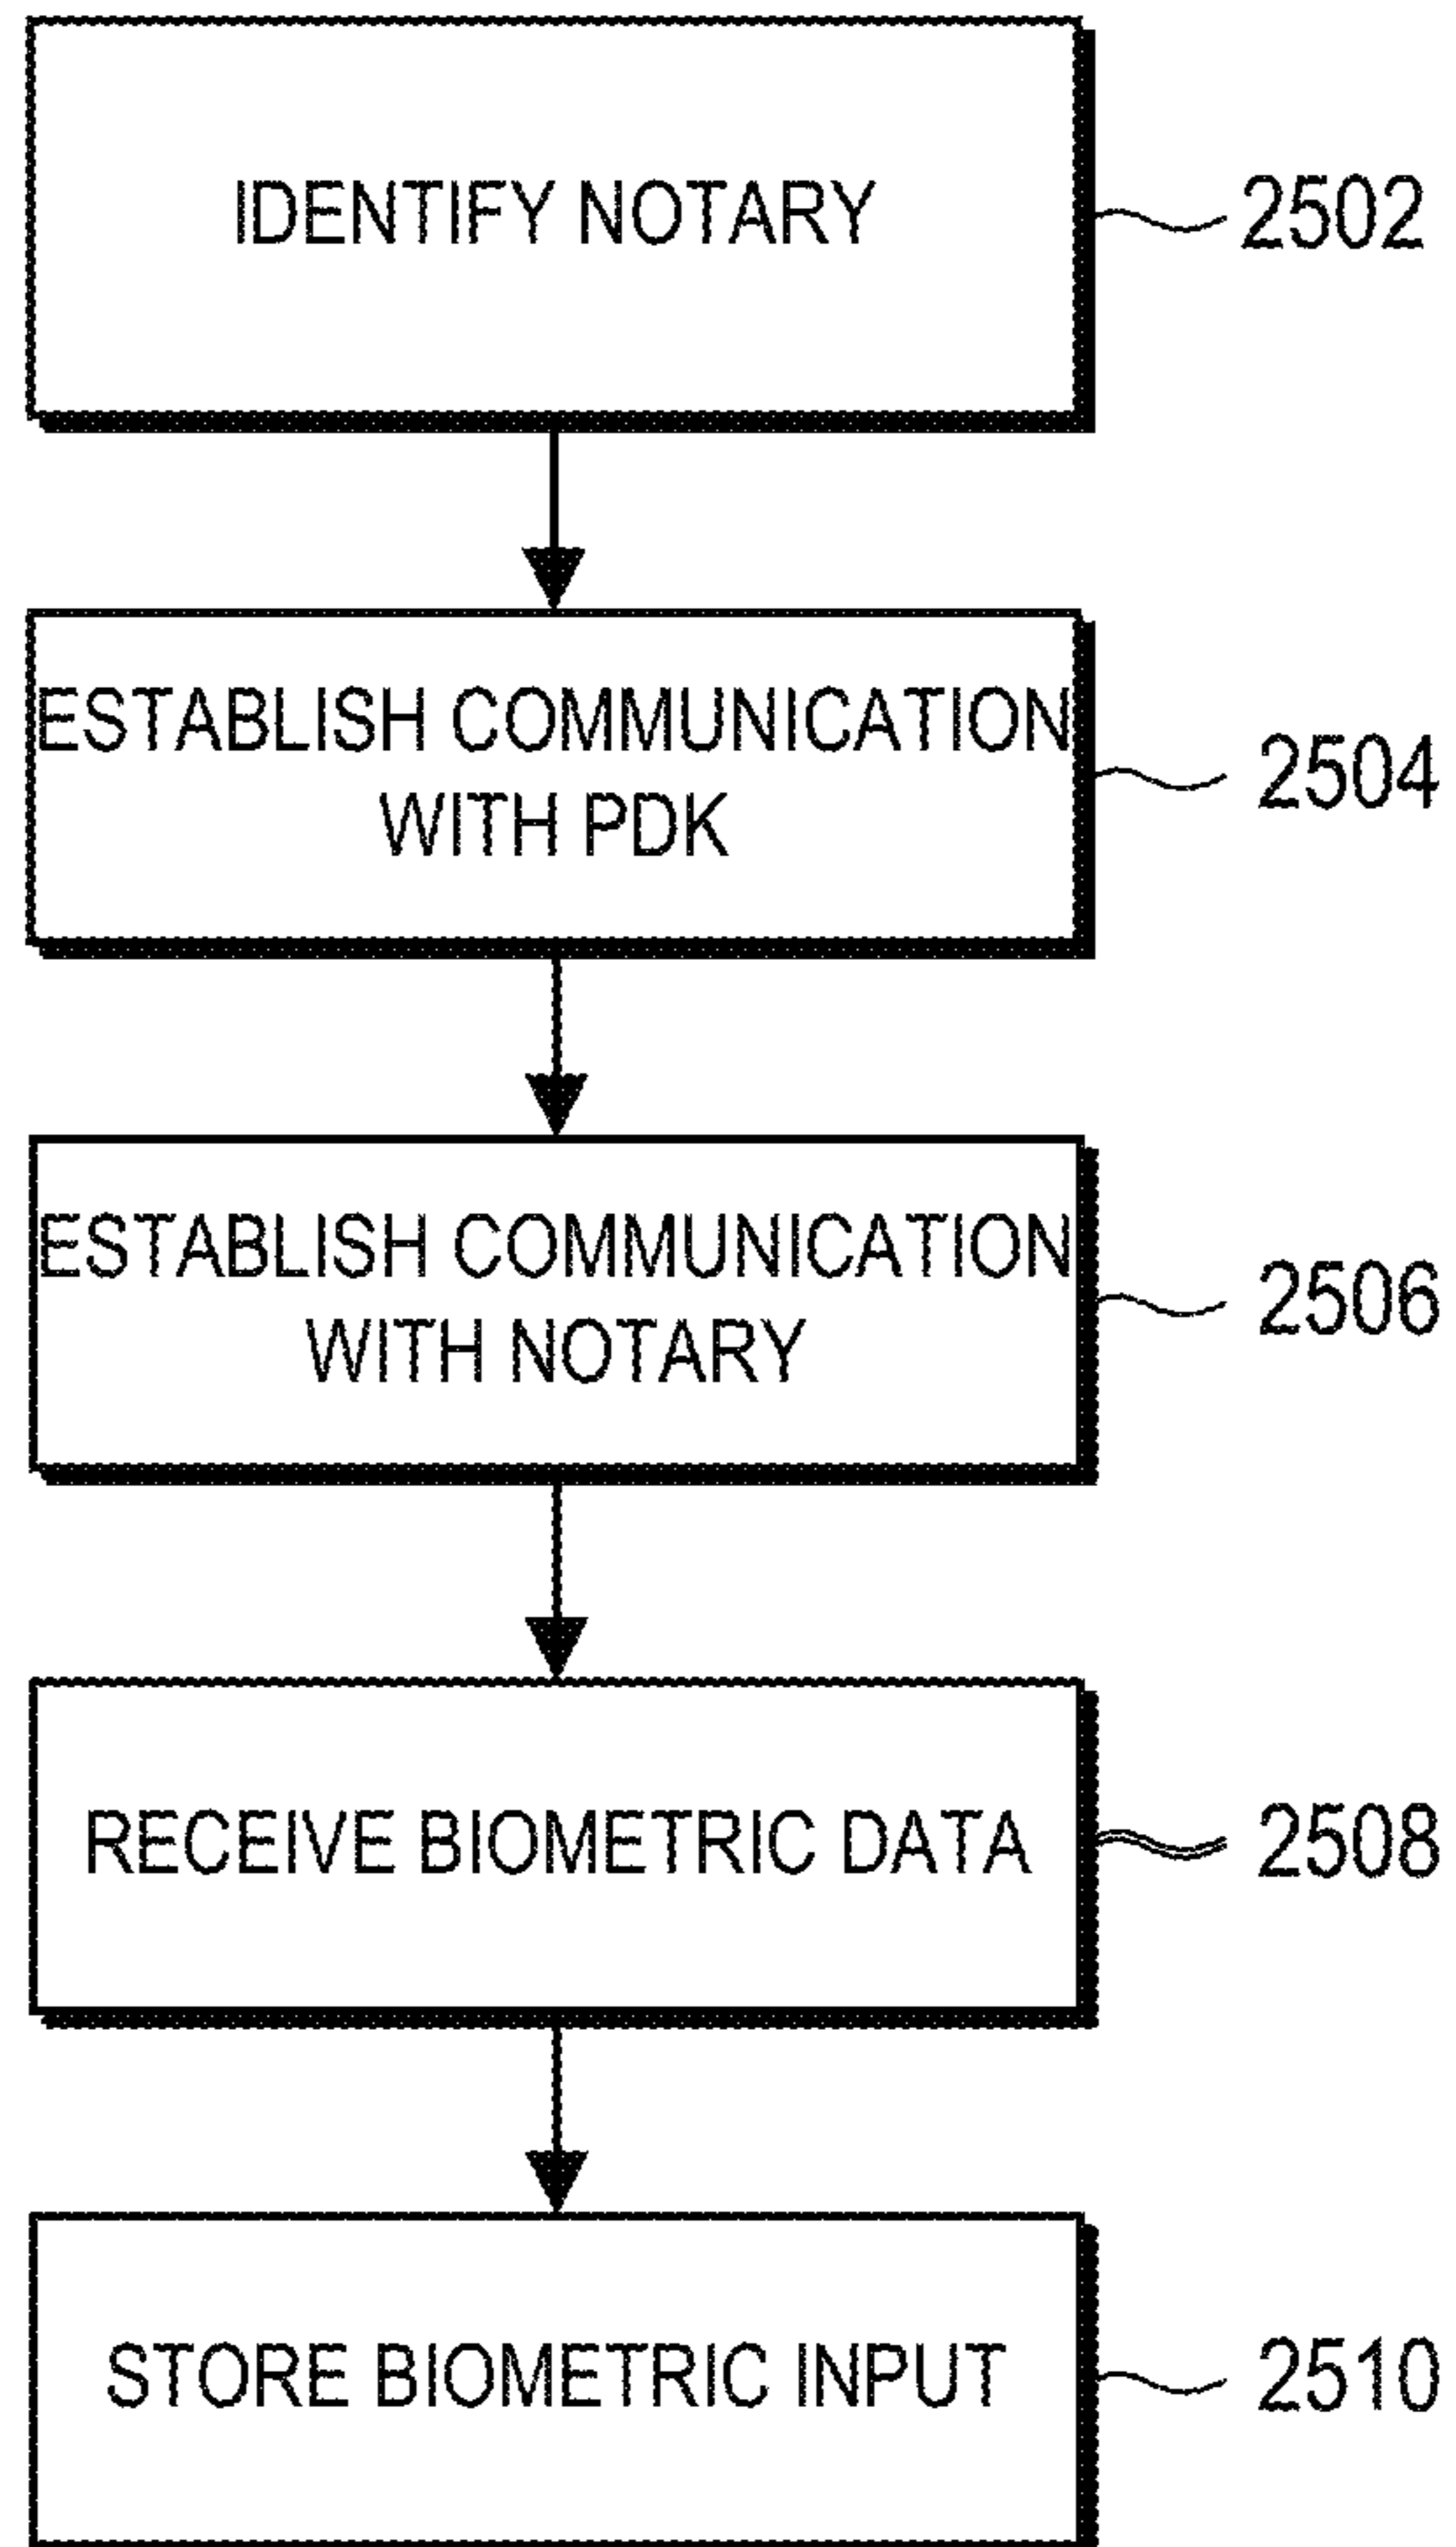 IDENTIFY NOTARY
2502
ESTABLISH COMMUNICATION
WITH PDK
2504
ESTABLISH COMMUNICATION
WITH NOTARY
2506
RECEIVE BIOMETRIC DATA
2508
STORE BIOMETRIC INPUT
2510